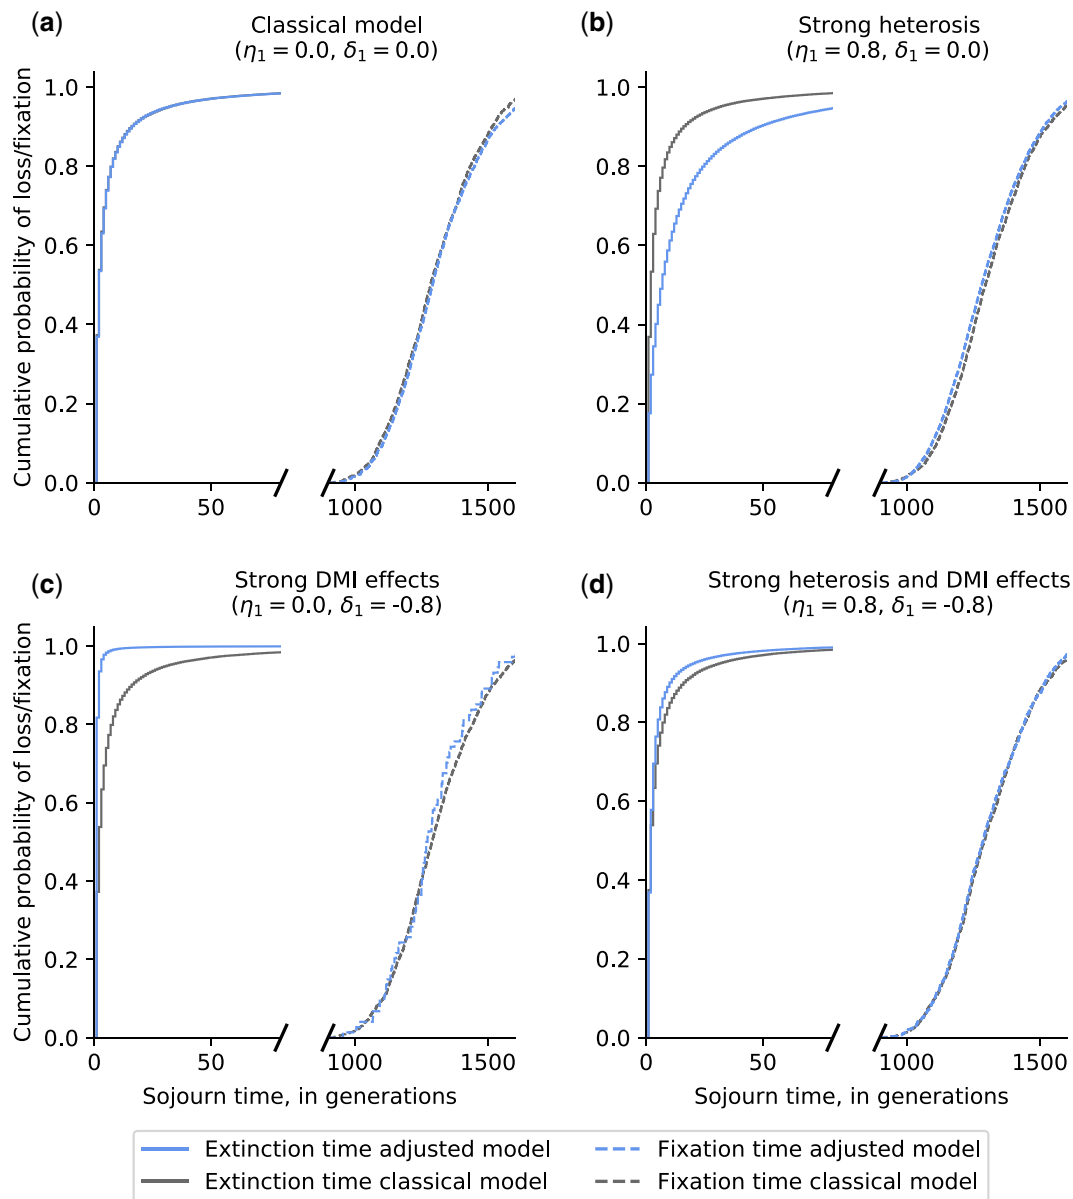 (a)
Classical model
(η₁ = 0.0, δ₁ = 0.0)
Cumulative probability of loss/fixation
1.0
0.8
0.6
0.4
0.2
0.0
0
50
1000
1500
(b)
Strong heterosis
(η₁ = 0.8, δ₁ = 0.0)
1.0
0.8
0.6
0.4
0.2
0.0
0
50
1000
1500
(c)
Strong DMI effects
(η₁ = 0.0, δ₁ = -0.8)
Cumulative probability of loss/fixation
1.0
0.8
0.6
0.4
0.2
0.0
0
50
1000
1500
Sojourn time, in generations
(d)
Strong heterosis and DMI effects
(η₁ = 0.8, δ₁ = -0.8)
1.0
0.8
0.6
0.4
0.2
0.0
0
50
1000
1500
Sojourn time, in generations
Extinction time adjusted model
Extinction time classical model
Fixation time adjusted model
Fixation time classical model